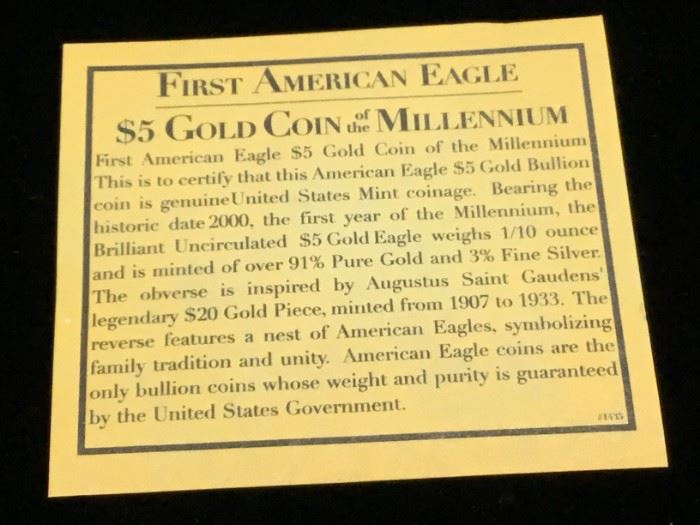 FIRST AMERICAN EAGLE
$5 GOLD COIN of the MILLENNIUM
First American Eagle $5 Gold Coin of the Millennium
This is to certify that this American Eagle $5 Gold Bullion
coin is genuine United States Mint coinage. Bearing the
historic date 2000, the first year of the Millennium, the
Brilliant Uncirculated $5 Gold Eagle weighs 1/10 ounce
and is minted of over 91% Pure Gold and 3% Fine Silver.
The obverse is inspired by Augustus Saint Gaudens'
legendary $20 Gold Piece, minted from 1907 to 1933. The
reverse features a nest of American Eagles, symbolizing
family tradition and unity. American Eagle coins are the
only bullion coins whose weight and purity is guaranteed
by the United States Government.